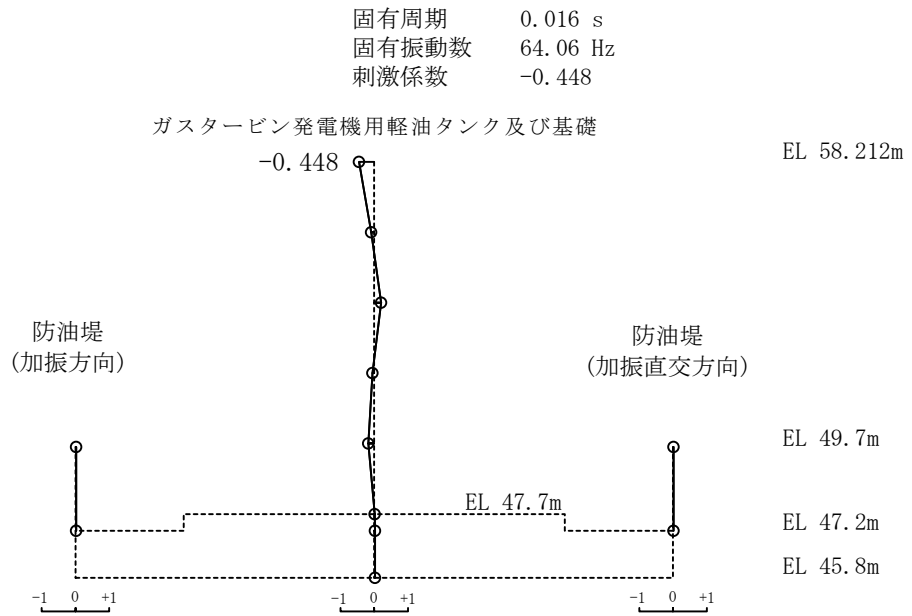 固有周期 0.016 s
固有振動数 64.06 Hz
刺激係数 -0.448
ガスタービン発電機用軽油タンク及び基礎
-0.448
EL 58.212m
防油堤
(加振方向)
防油堤
(加振直交方向)
EL 49.7m
EL 47.7m
EL 47.2m
EL 45.8m
-1 0 +1
-1 0 +1
-1 0 +1